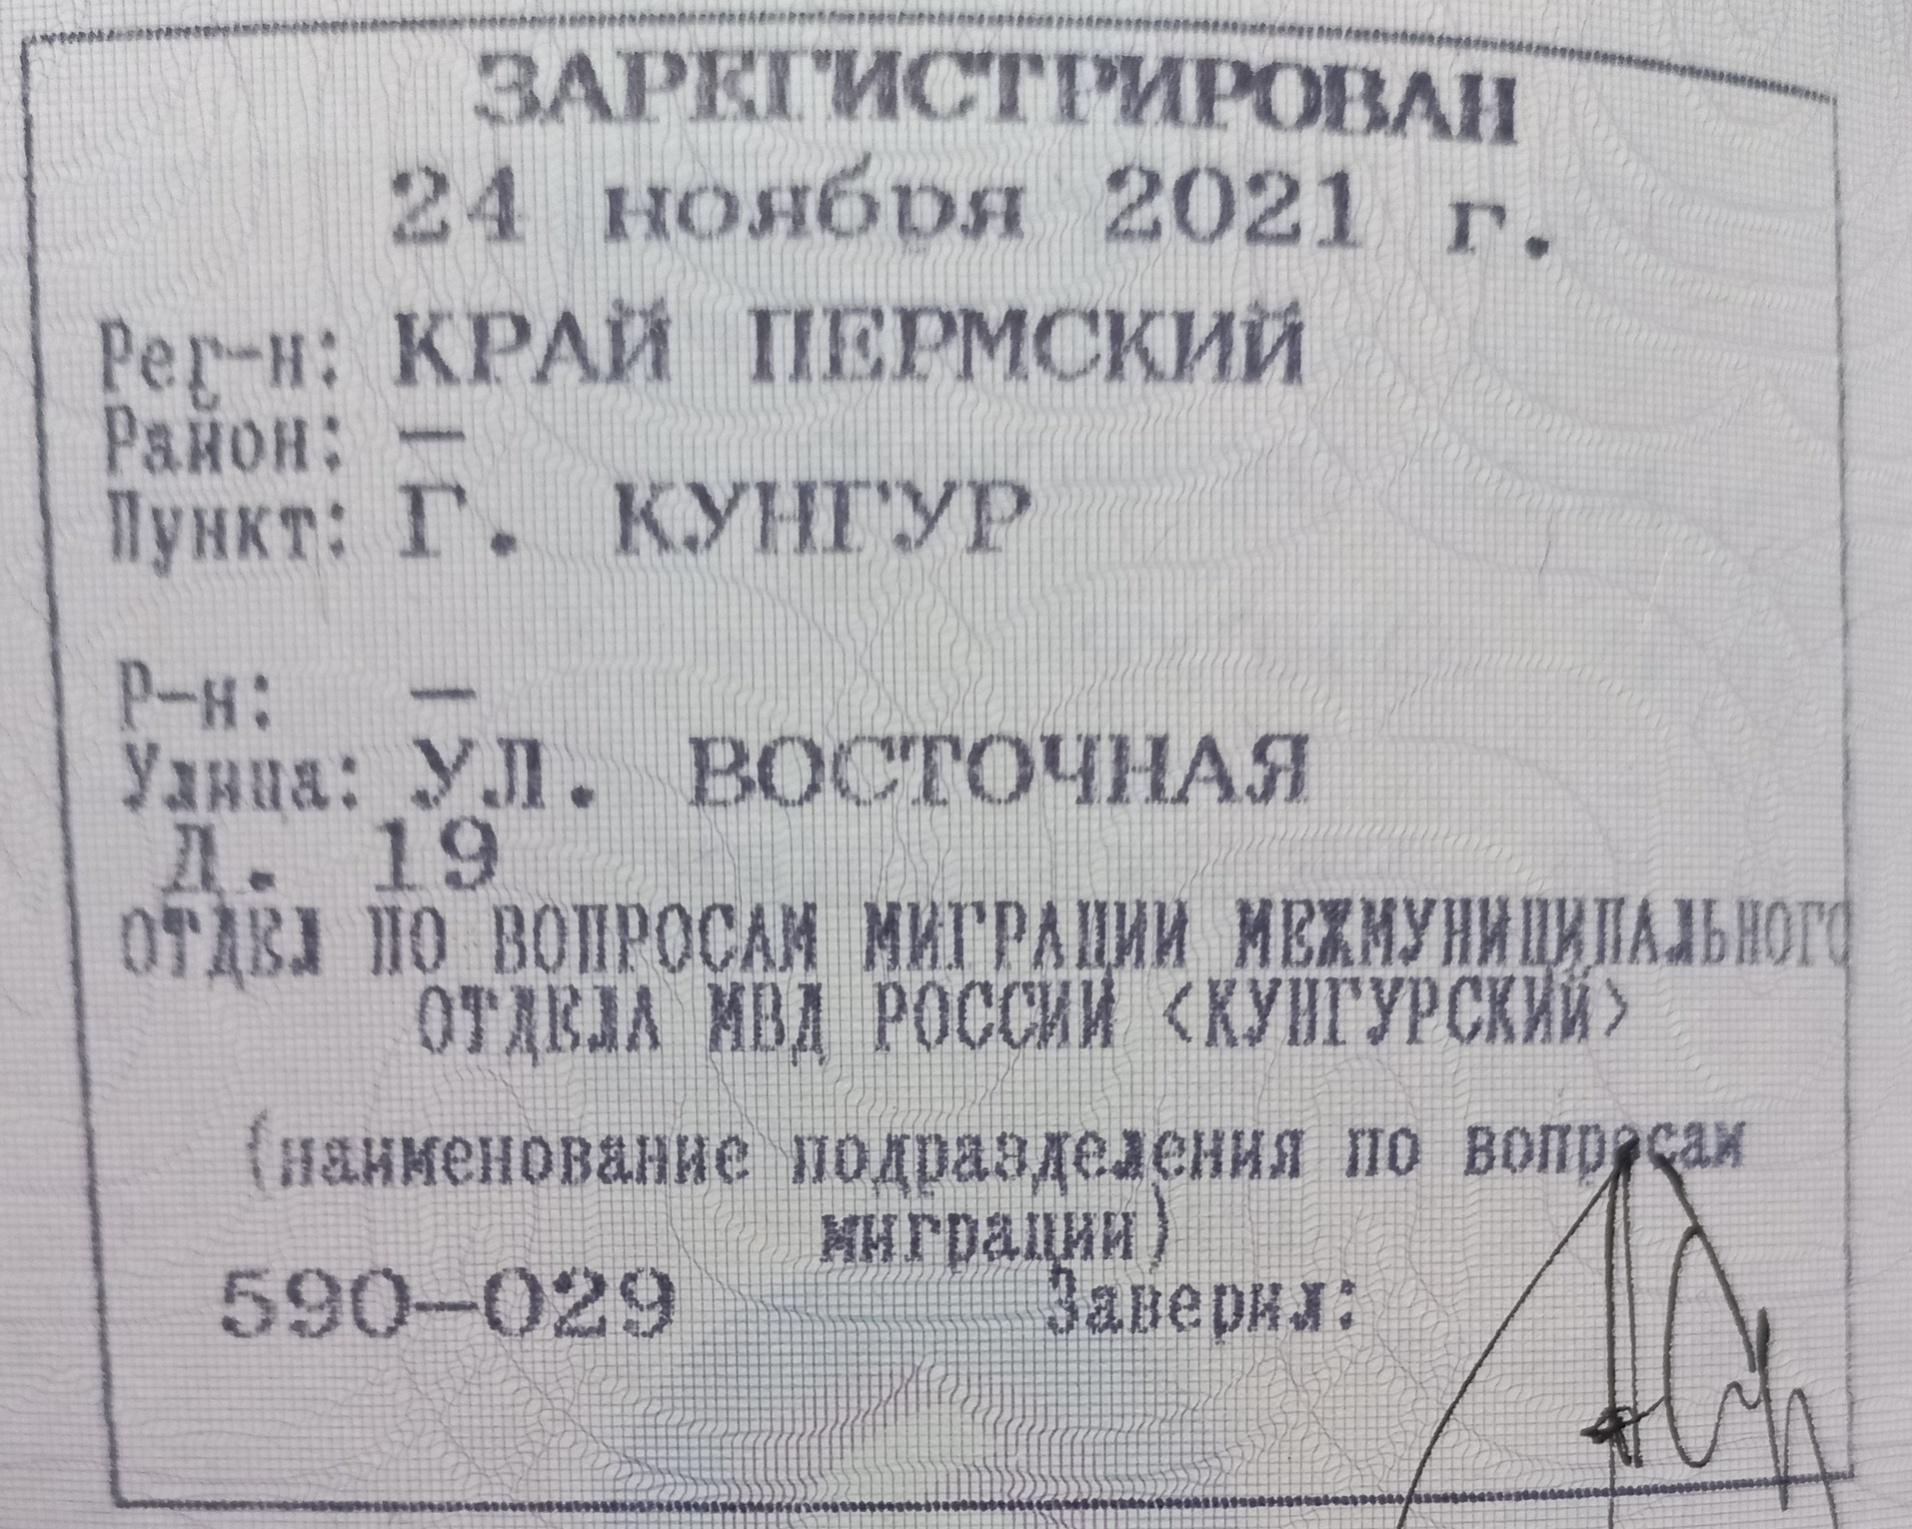 ЗАРЕГИСТРИРОВАН
24 ноября 2021 г.
Рег-н: КРАЙ ПЕРМСКИЙ
Район: —
Пункт: Г. КУНГУР
Р-н: —
Улица: УЛ. ВОСТОЧНАЯ
Д. 19
ОТДЕЛ ПО ВОПРОСАМ МИГРАЦИИ МЕЖМУНИЦИПАЛЬНОГО
ОТДЕЛА МВД РОССИИ <КУНГУРСКИЙ>
(наименование подразделения по вопросам
миграции)
590-029 Заверил: